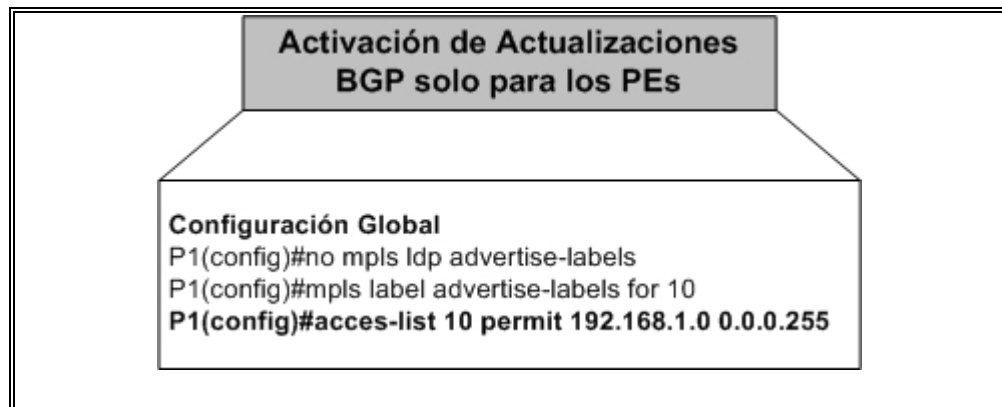 Activación de Actualizaciones
BGP solo para los PEs
Configuración Global
P1(config)#no mpls ldp advertise-labels
P1(config)#mpls label advertise-labels for 10
P1(config)#acces-list 10 permit 192.168.1.0 0.0.0.255